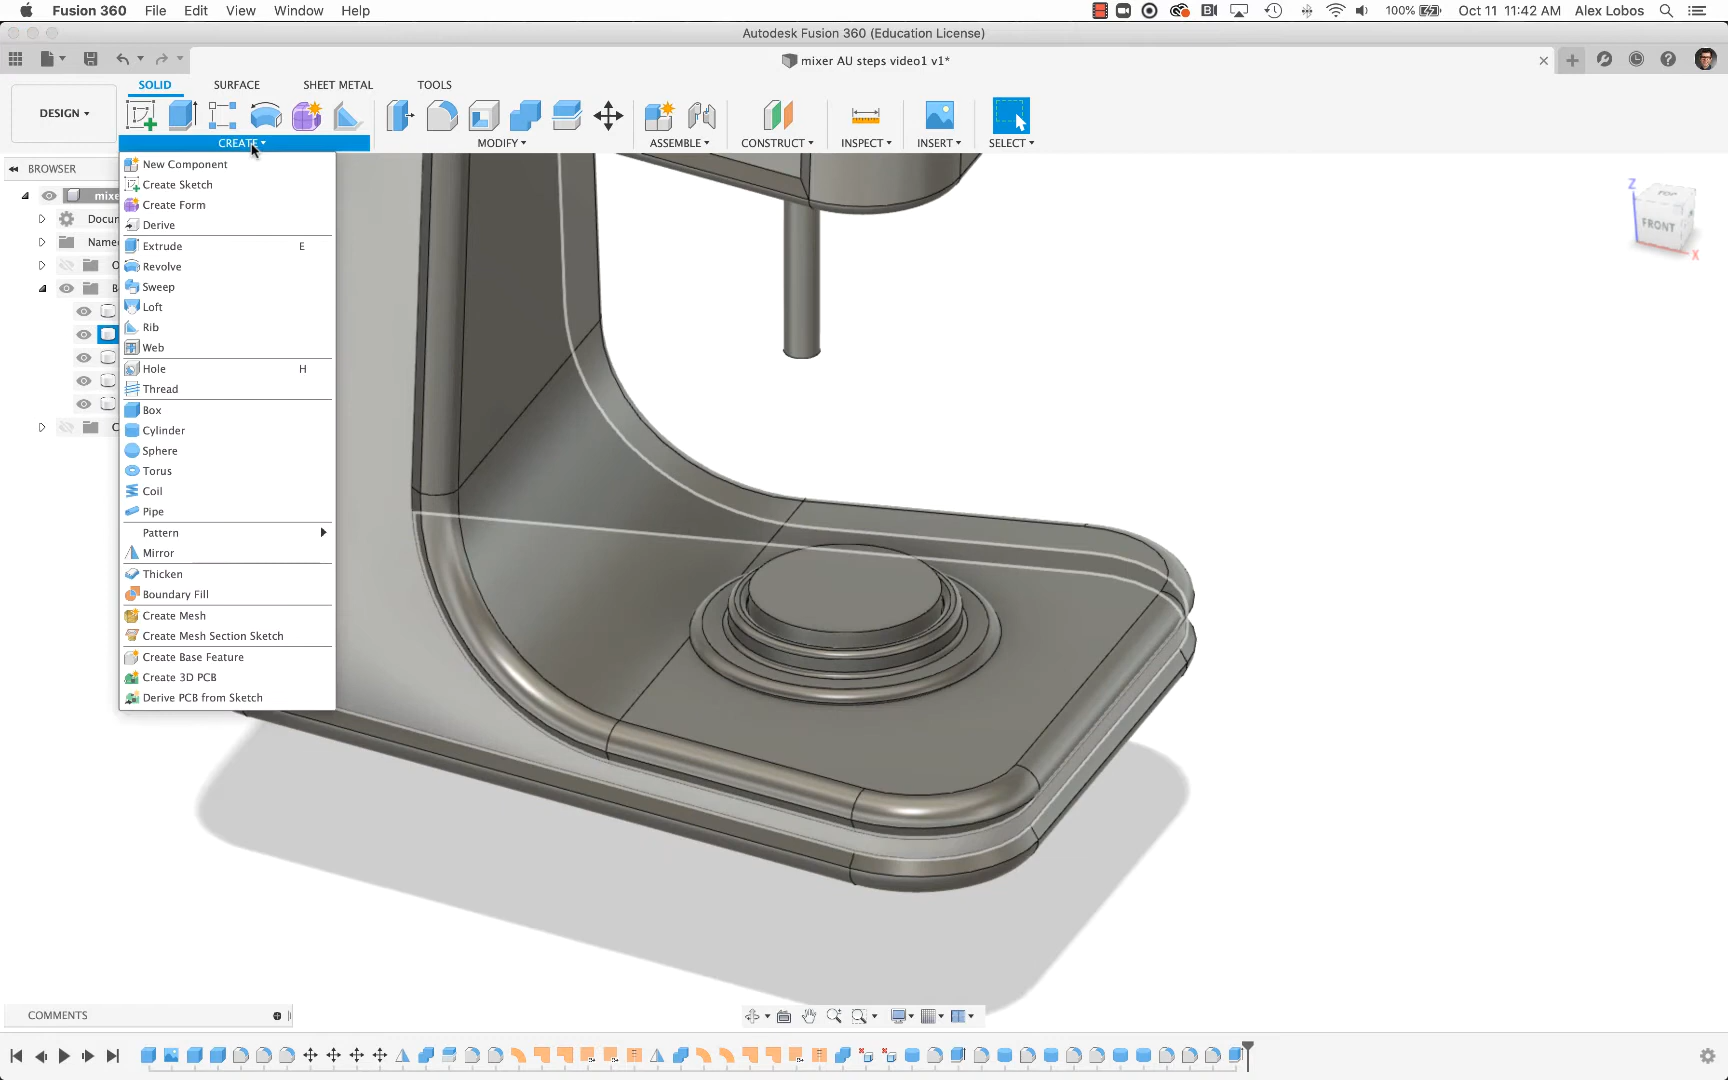 Fusion 360 File Edit View Window Help 100% Oct 11 11:42 AM Alex Lobos
Autodesk Fusion 360 (Education License)
mixer AU steps video1 v1*
SOLID SURFACE SHEET METAL TOOLS
DESIGN
CREATE MODIFY ASSEMBLE CONSTRUCT INSPECT INSERT SELECT
BROWSER
mixe
Docu
Name
New Component
Create Sketch
Create Form
Derive
Extrude E
Revolve
Sweep
Loft
Rib
Web
Hole H
Thread
Box
Cylinder
Sphere
Torus
Coil
Pipe
Pattern
Mirror
Thicken
Boundary Fill
Create Mesh
Create Mesh Section Sketch
Create Base Feature
Create 3D PCB
Derive PCB from Sketch
Z
TOP
FRONT
X
COMMENTS